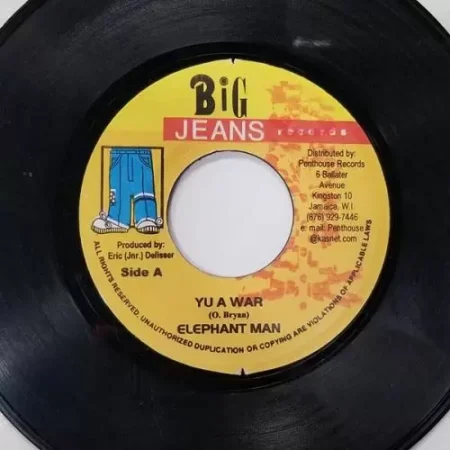 BiG
JEANS RECORDS
Distributed by:
Penthouse Records
6 Ballater
Avenue
Kingston 10
Jamaica, W.I.
(876) 929-7446
e: mail: Penthouse
@kasnet.com
Produced by:
Eric (Jnr.) Delisser
Side A
YU A WAR
(O. Bryan)
ELEPHANT MAN
ALL RIGHTS RESERVED, UNAUTHORIZED DUPLICATION OR COPYING ARE VIOLATIONS OF APPLICABLE LAWS